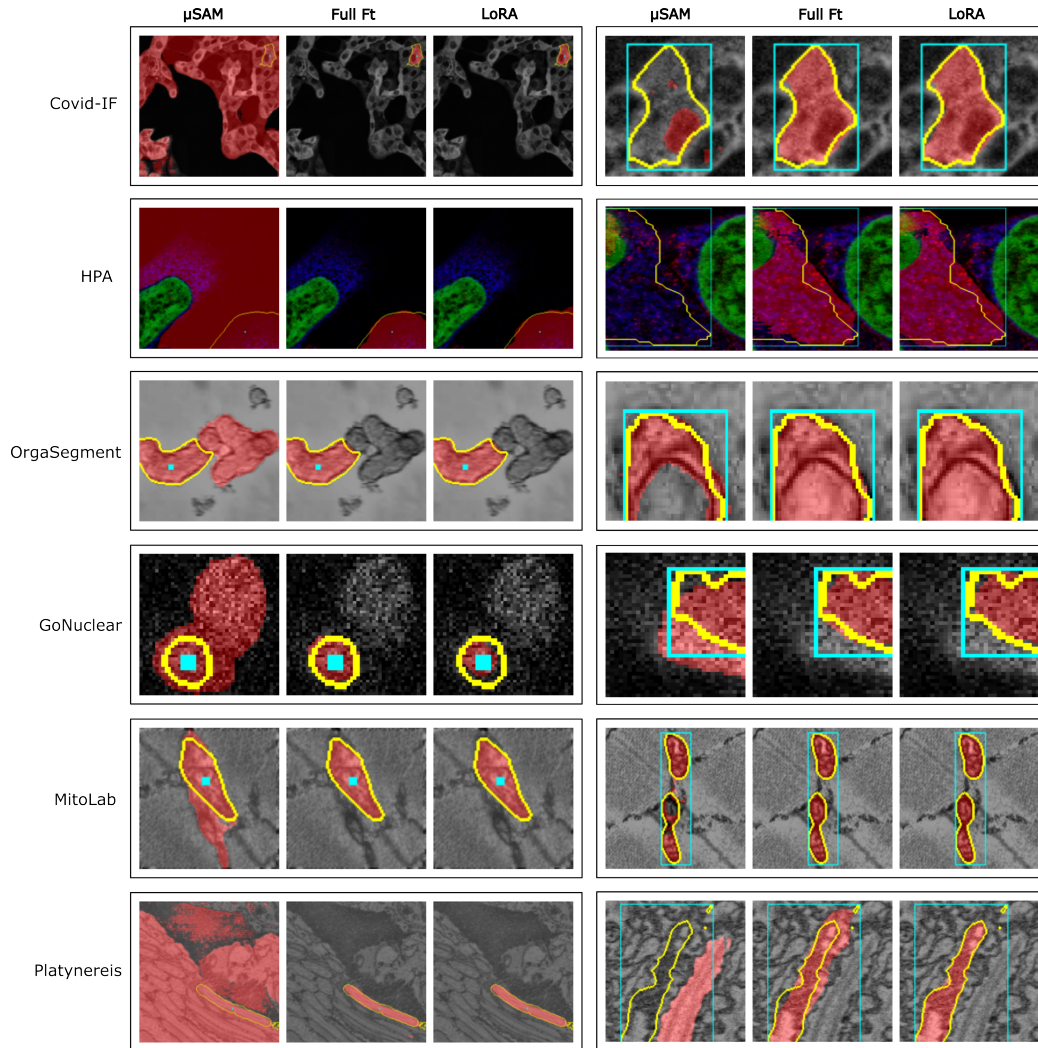 µSAM Full Ft LoRA µSAM Full Ft LoRA
Covid-IF
HPA
OrgaSegment
GoNuclear
MitoLab
Platynereis